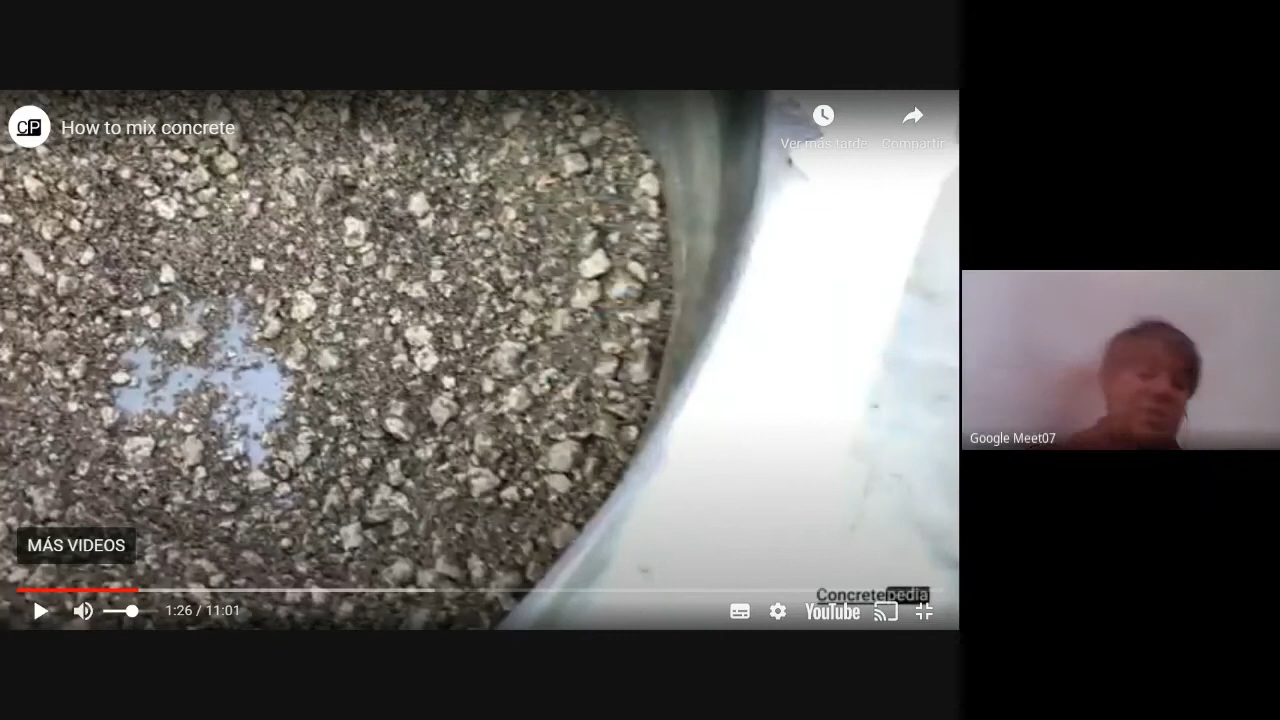 CP
How to mix concrete
Ver más tarde
Compartir
MÁS VIDEOS
Concretepedia
1:26 / 11:01
YouTube
Google Meet07